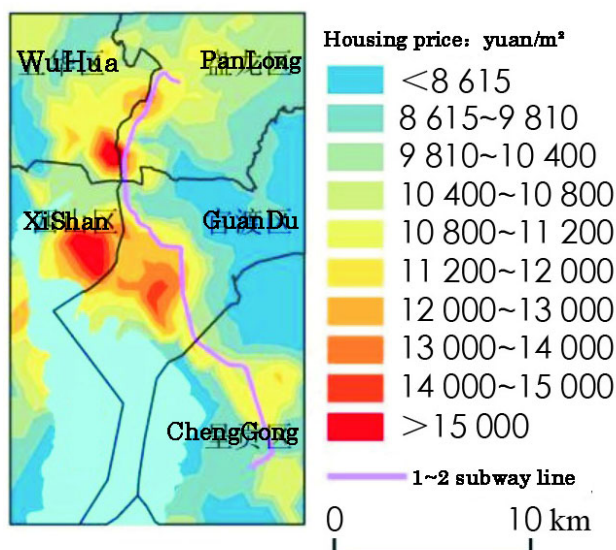 WuHua
PanLong
XiShan
GuanDu
ChengGong
Housing price: yuan/m²
<8 615
8 615~9 810
9 810~10 400
10 400~10 800
10 800~11 200
11 200~12 000
12 000~13 000
13 000~14 000
14 000~15 000
>15 000
1~2 subway line
0 10 km